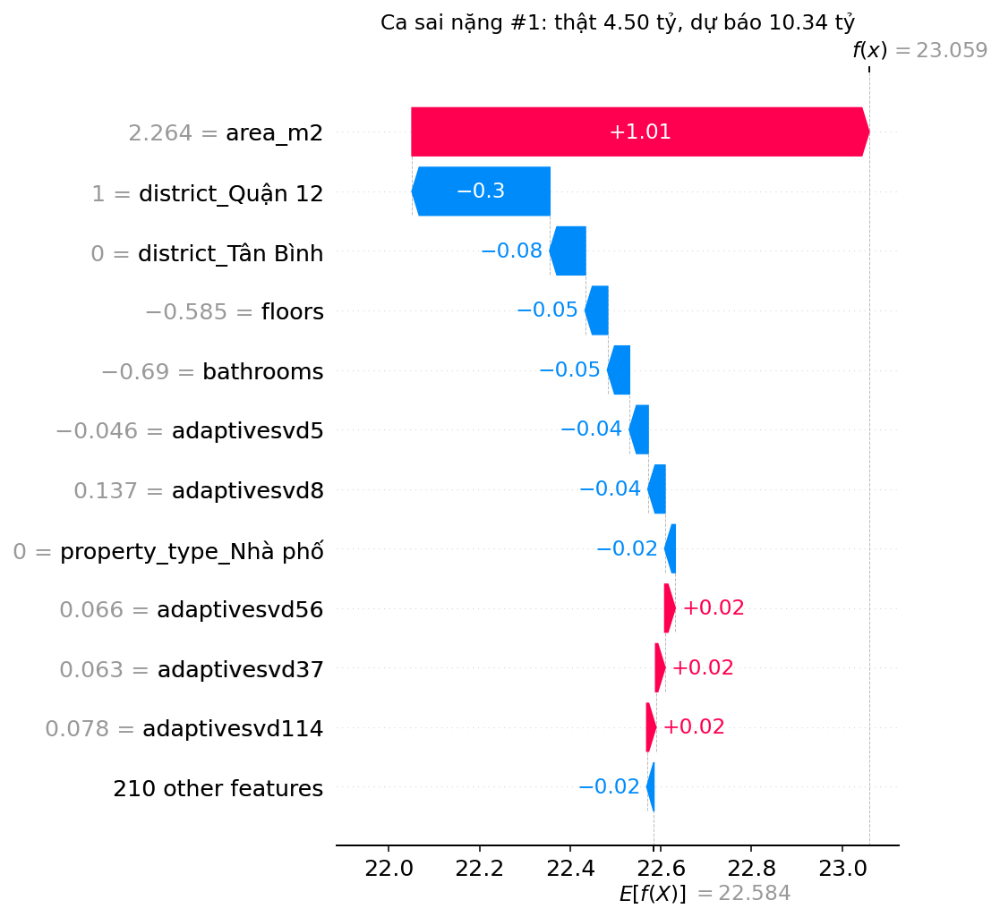 Ca sai nặng #1: thật 4.50 tỷ, dự báo 10.34 tỷ
f(x) = 23.059
2.264 = area_m2 +1.01
1 = district_Quận 12 −0.3
0 = district_Tân Bình −0.08
−0.585 = floors −0.05
−0.69 = bathrooms −0.05
−0.046 = adaptivesvd5 −0.04
0.137 = adaptivesvd8 −0.04
0 = property_type_Nhà phố −0.02
0.066 = adaptivesvd56 +0.02
0.063 = adaptivesvd37 +0.02
0.078 = adaptivesvd114 +0.02
210 other features −0.02
22.0 22.2 22.4 22.6 22.8 23.0
E[f(X)] = 22.584